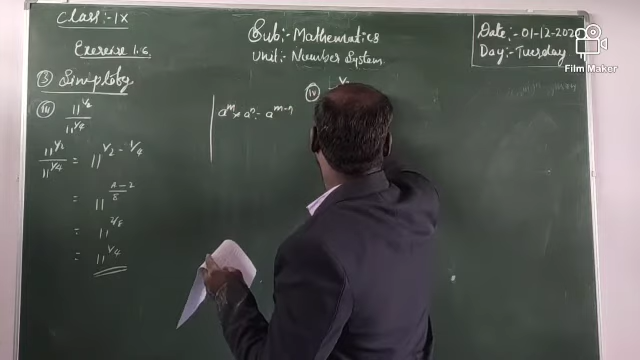 Class:- IX
Sub:- Mathematics
Unit:- Number System
Date:- 01-12-202
Day:- Tuesday
Film Maker
Exercise 1.6
③ Simplify
(iii) 11^1/2 / 11^1/4
11^1/2 / 11^1/4 = 11^1/2 - 1/4
= 11^4-2/8
= 11^2/8
= 11^1/4
a^m × a^n = a^m-n
(iv)